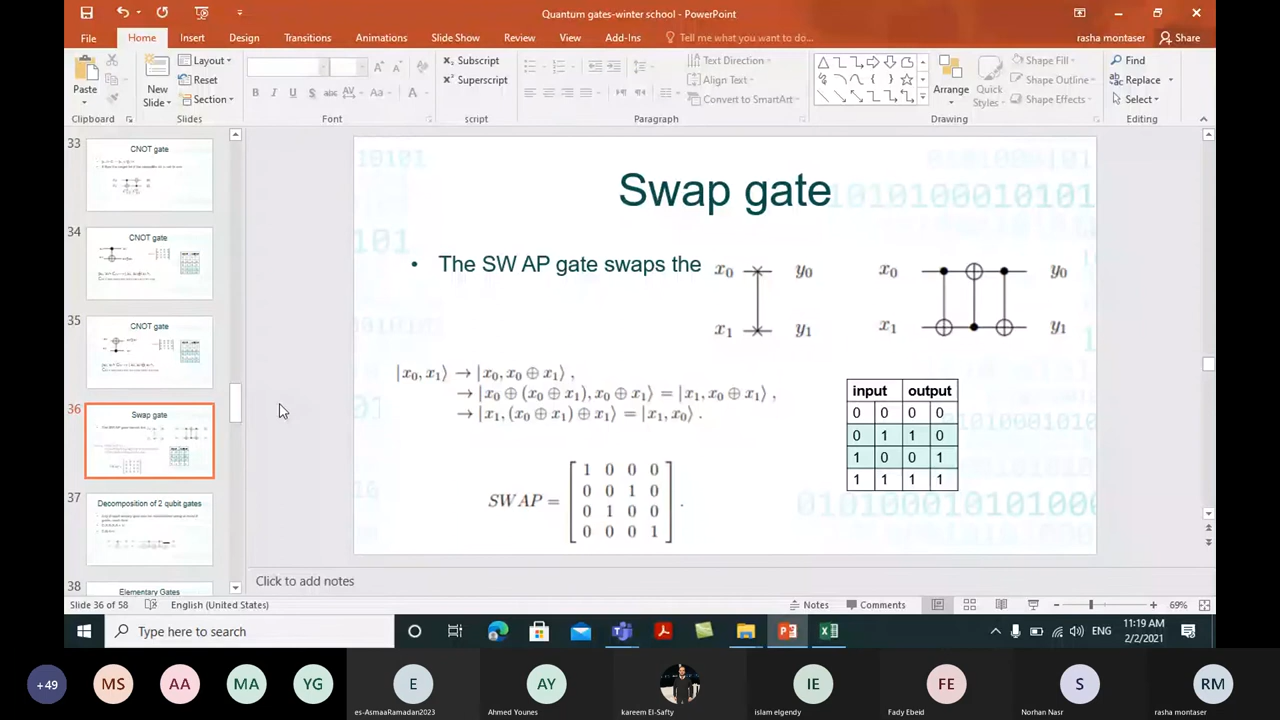 Quantum gates-winter school - PowerPoint
File Home Insert Design Transitions Animations Slide Show Review View Add-Ins Tell me what you want to do... rasha montaser Share
Paste
New
Slide
Layout
Reset
Section
Subscript
Superscript
Text Direction
Align Text
Convert to SmartArt
Arrange
Quick
Styles
Shape Fill
Shape Outline
Shape Effects
Find
Replace
Select
Clipboard Slides Font script Paragraph Drawing Editing
33
CNOT gate
34
CNOT gate
35
CNOT gate
36
Swap gate
37
Decomposition of 2 qubit gates
38
Elementary Gates
Swap gate
• The SW AP gate swaps the
x₀ y₀
x₁ y₁
x₀ y₀
x₁ y₁
|x₀, x₁⟩ → |x₀, x₀ ⊕ x₁⟩ ,
→ |x₀ ⊕ (x₀ ⊕ x₁), x₀ ⊕ x₁⟩ = |x₁, x₀ ⊕ x₁⟩ ,
→ |x₁, (x₀ ⊕ x₁) ⊕ x₁⟩ = |x₁, x₀⟩ .
input output
0 0 0 0
0 1 1 0
1 0 0 1
1 1 1 1
SWAP =
1 0 0 0
0 0 1 0
0 1 0 0
0 0 0 1
.
Click to add notes
Slide 36 of 58 English (United States) Notes Comments 69%
Type here to search
ENG
11:19 AM
2/2/2021
+49 MS AA MA YG E AY IE FE S RM
es-AsmaaRamadan2023 Ahmed Younes kareem El-Safty islam elgendy Fady Ebeid Norhan Nasr rasha montaser